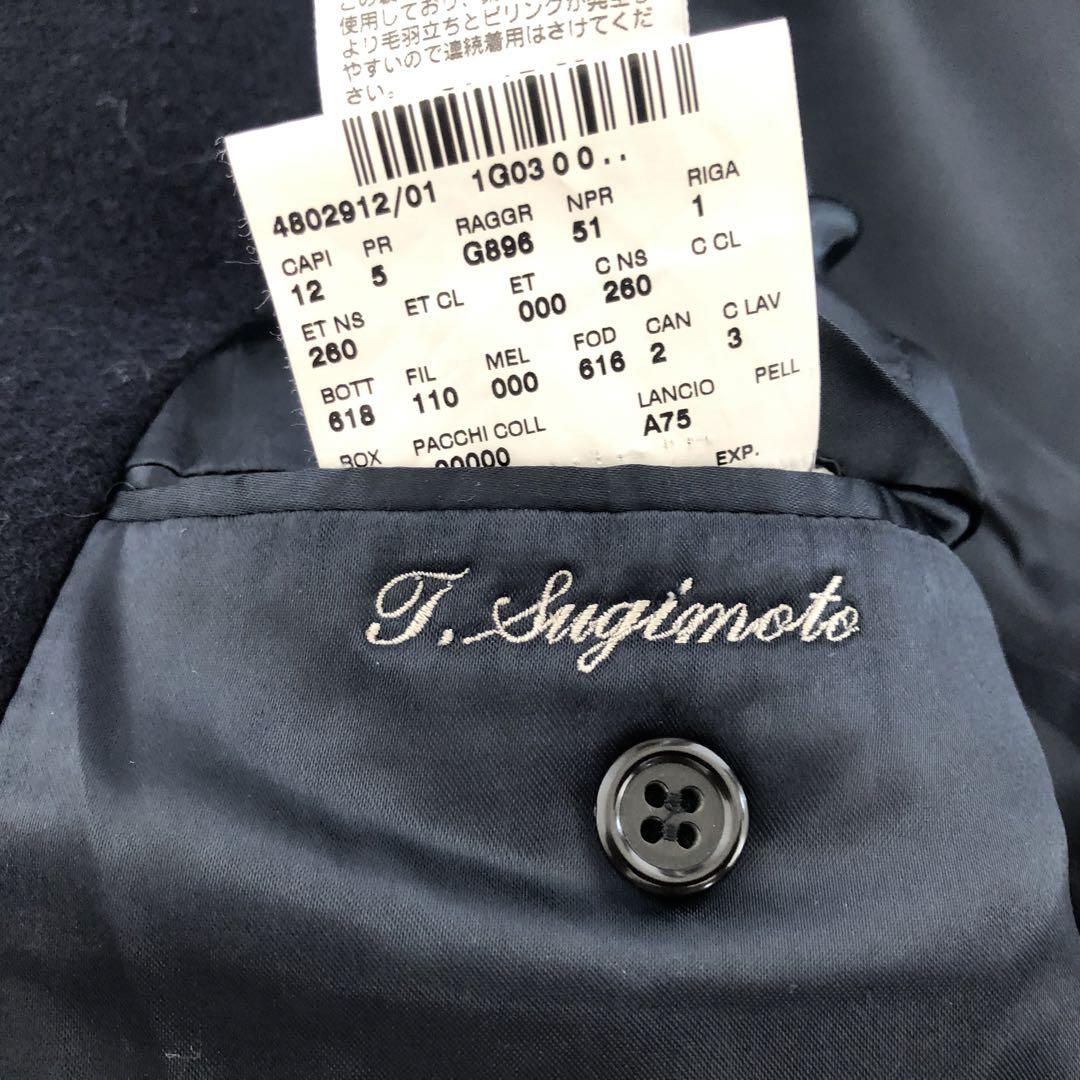 使用しており、
より毛羽立ちとピリングが発生し
やすいので連続着用はさけてくだ
さい。
4802912/01 1G03 0 0 . .
CAPI PR RAGGR NPR RIGA
12 5 G896 51 1
ET NS ET CL ET C NS C CL
260 000 260
BOTT FIL MEL FOD CAN C LAV
618 110 000 616 2 3
BOX PACCHI COLL LANCIO PELL
00000 A75
EXP.
T. Sugimoto